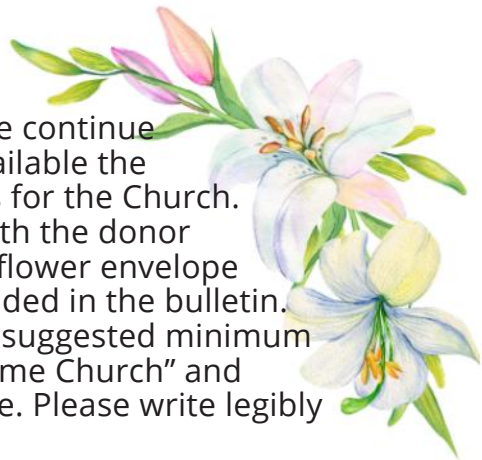 e continue
ailable the
for the Church.
th the donor
flower envelope
ded in the bulletin.
suggested minimum
me Church” and
e. Please write legibly